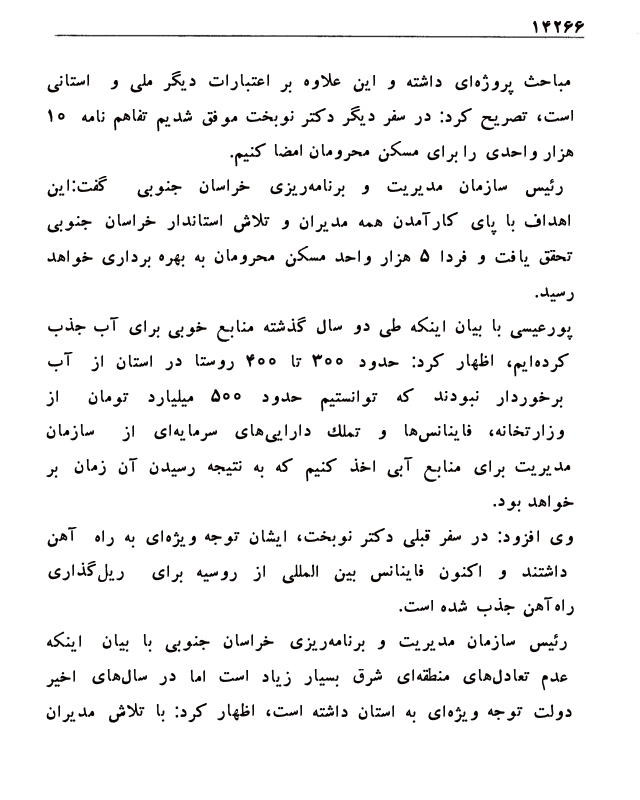 ۱۴۲۶۶
مباحث پروژه‌ای داشته و این علاوه بر اعتبارات دیگر ملی و استانی
است، تصریح کرد: در سفر دیگر دکتر نوبخت موفق شدیم تفاهم نامه ۱۰
هزار واحدی را برای مسکن محرومان امضا کنیم.
رئیس سازمان مدیریت و برنامه‌ریزی خراسان جنوبی گفت:این
اهداف با پای کارآمدن همه مدیران و تلاش استاندار خراسان جنوبی
تحقق یافت و فردا ۵ هزار واحد مسکن محرومان به بهره برداری خواهد
رسید.
پورعیسی با بیان اینکه طی دو سال گذشته منابع خوبی برای آب جذب
کرده‌ایم، اظهار کرد: حدود ۳۰۰ تا ۴۰۰ روستا در استان از آب
برخوردار نبودند که توانستیم حدود ۵۰۰ میلیارد تومان از
وزارتخانه، فاینانس‌ها و تملك دارایی‌های سرمایه‌ای از سازمان
مدیریت برای منابع آبی اخذ کنیم که به نتیجه رسیدن آن زمان بر
خواهد بود.
وی افزود: در سفر قبلی دکتر نوبخت، ایشان توجه ویژه‌ای به راه آهن
داشتند و اکنون فاینانس بین المللی از روسیه برای ریل‌گذاری
راه‌آهن جذب شده است.
رئیس سازمان مدیریت و برنامه‌ریزی خراسان جنوبی با بیان اینکه
عدم تعادل‌های منطقه‌ای شرق بسیار زیاد است اما در سال‌های اخیر
دولت توجه ویژه‌ای به استان داشته است، اظهار کرد: با تلاش مدیران